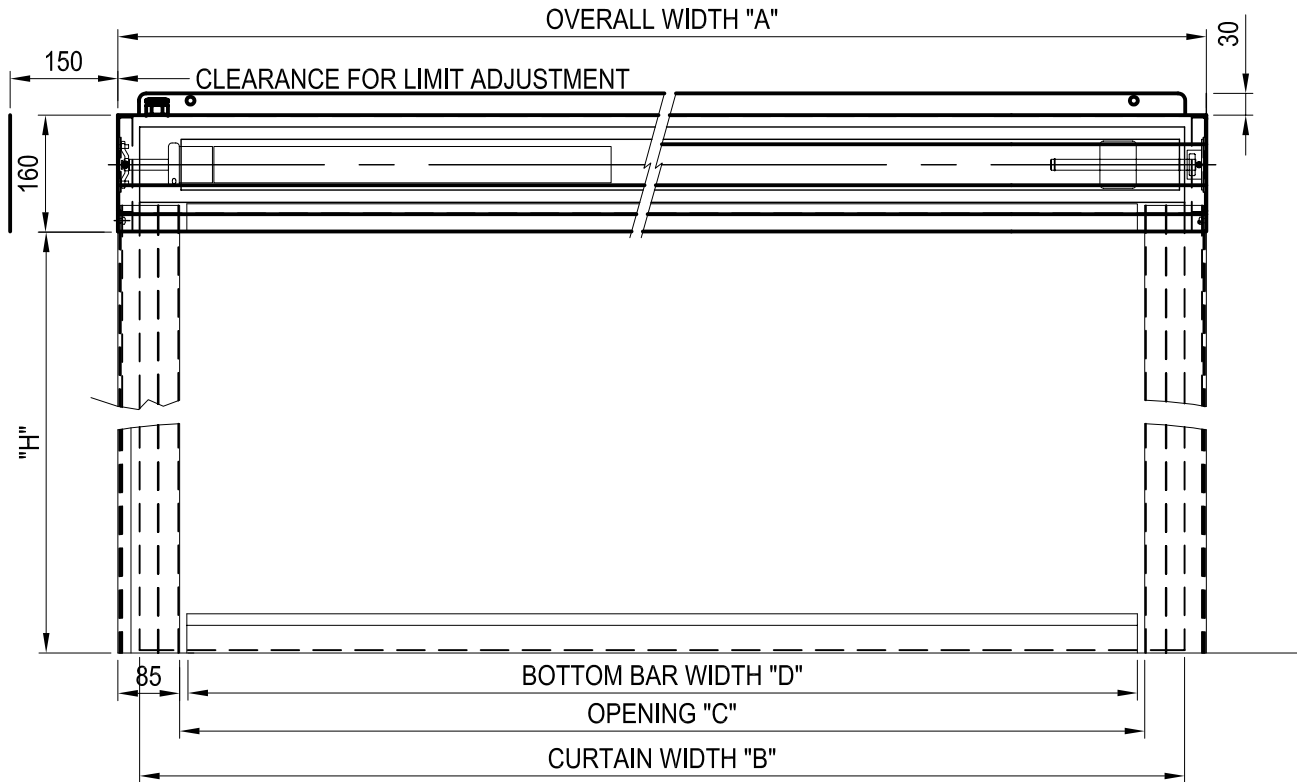 OVERALL WIDTH "A"
30
150
CLEARANCE FOR LIMIT ADJUSTMENT
160
"H"
85
BOTTOM BAR WIDTH "D"
OPENING "C"
CURTAIN WIDTH "B"